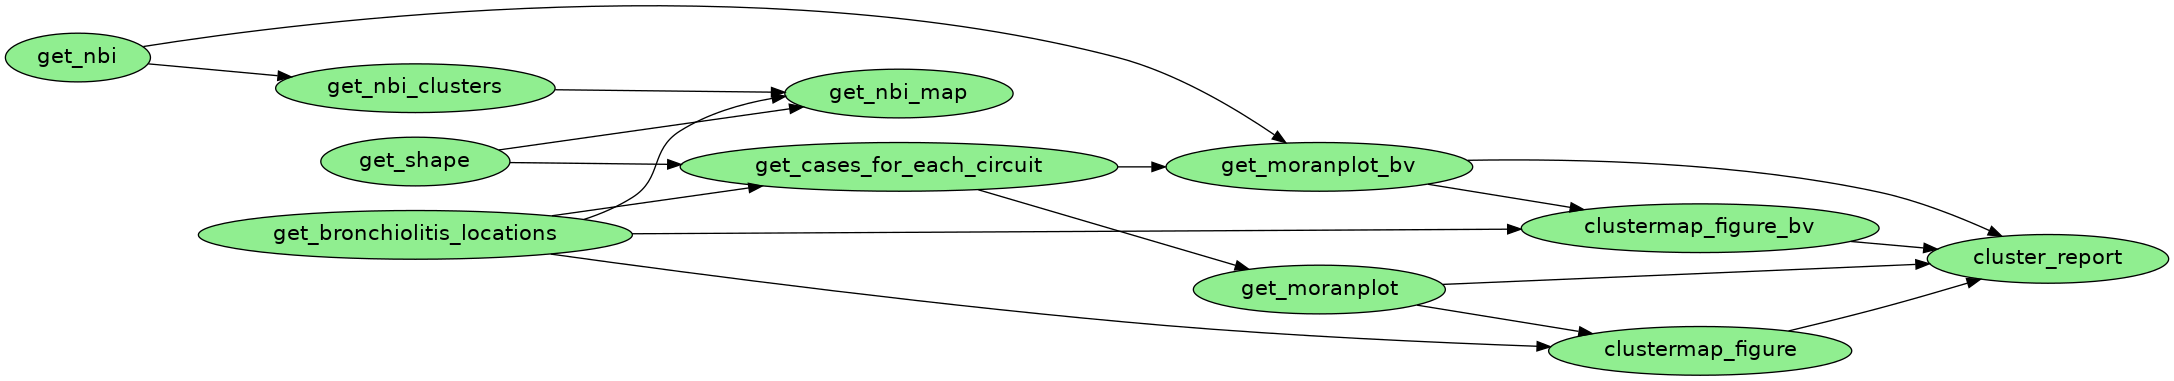 get_nbi
get_nbi_clusters
get_nbi_map
get_shape
get_cases_for_each_circuit
get_moranplot_bv
get_bronchiolitis_locations
clustermap_figure_bv
cluster_report
get_moranplot
clustermap_figure